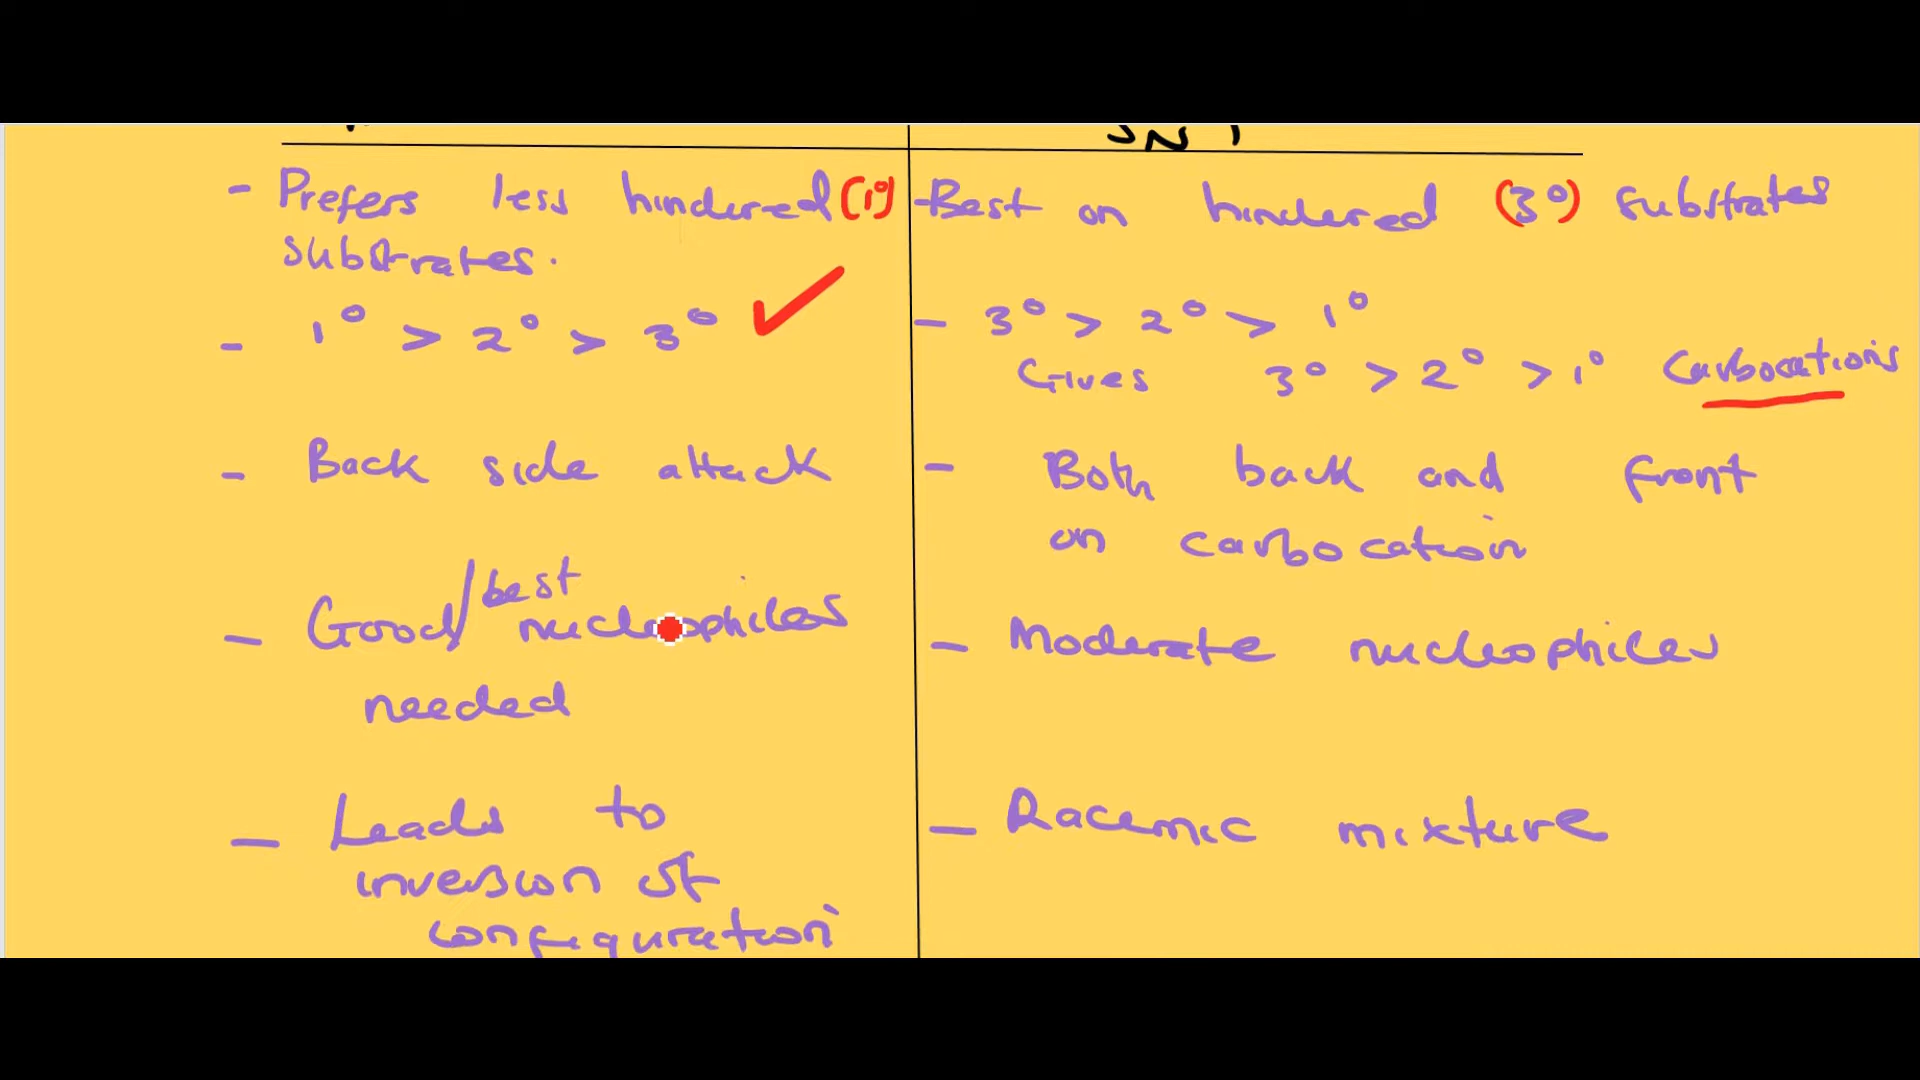 SN 1
- Prefers less hindered (1°)
substrates.
- 1° > 2° > 3° ✓
- Back side attack
- Good/best nucleophiles
needed
- Leads to
inversion of
configuration
- Best on hindered (3°) substrates
- 3° > 2° > 1°
Gives 3° > 2° > 1° Carbocations
- Both back and front
on carbocation
- Moderate nucleophiles
- Racemic mixture